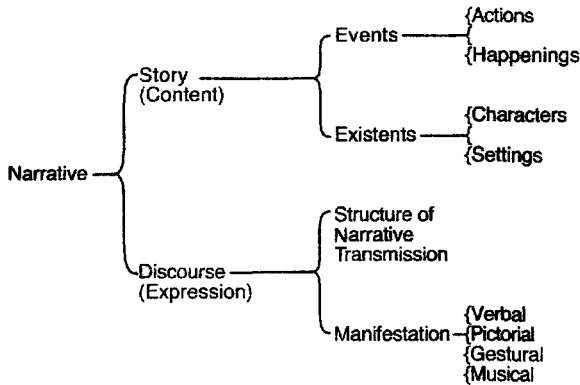 {Actions
Events
{Happenings
Story
(Content)
{Characters
Existents
{Settings
Narrative
Structure of
Narrative
Transmission
Discourse
(Expression)
{Verbal
Manifestation {Pictorial
{Gestural
{Musical